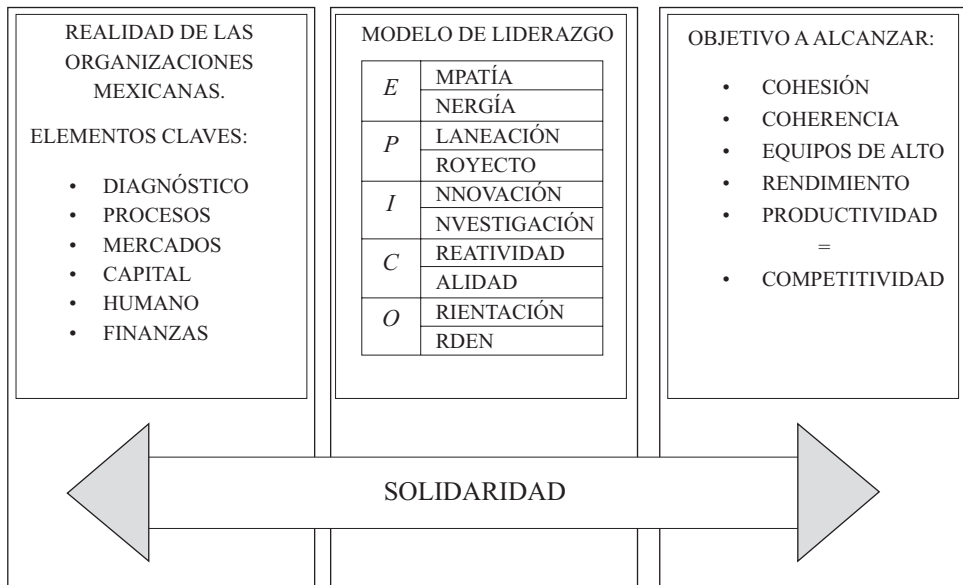 REALIDAD DE LAS
ORGANIZACIONES
MEXICANAS.
ELEMENTOS CLAVES:
• DIAGNÓSTICO
• PROCESOS
• MERCADOS
• CAPITAL
• HUMANO
• FINANZAS
MODELO DE LIDERAZGO
E
MPATÍA
NERGÍA
P
LANEACIÓN
ROYECTO
I
NNOVACIÓN
NVESTIGACIÓN
C
REATIVIDAD
ALIDAD
O
RIENTACIÓN
RDEN
OBJETIVO A ALCANZAR:
• COHESIÓN
• COHERENCIA
• EQUIPOS DE ALTO
• RENDIMIENTO
• PRODUCTIVIDAD
=
• COMPETITIVIDAD
SOLIDARIDAD